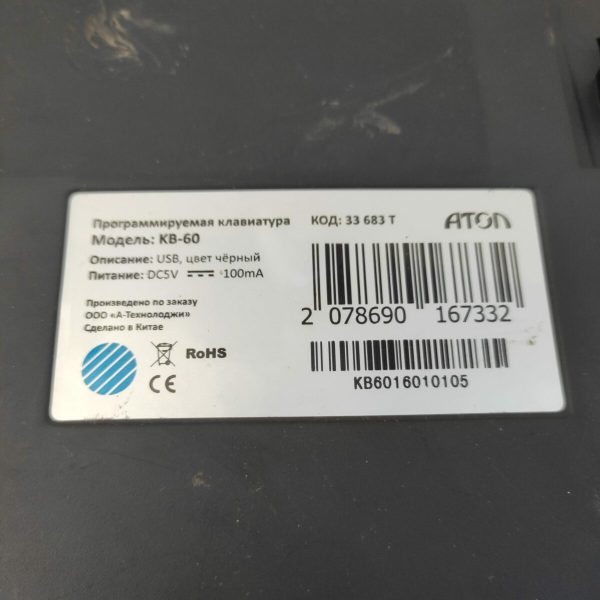 Программируемая клавиатура
Модель: KB-60
Описание: USB, цвет чёрный
Питание: DC5V 100mA
Произведено по заказу
ООО «А-Технолоджи»
Сделано в Китае
RoHS
CE
КОД: 33 683 T
ATOЛ
2 078690 167332
KB6016010105